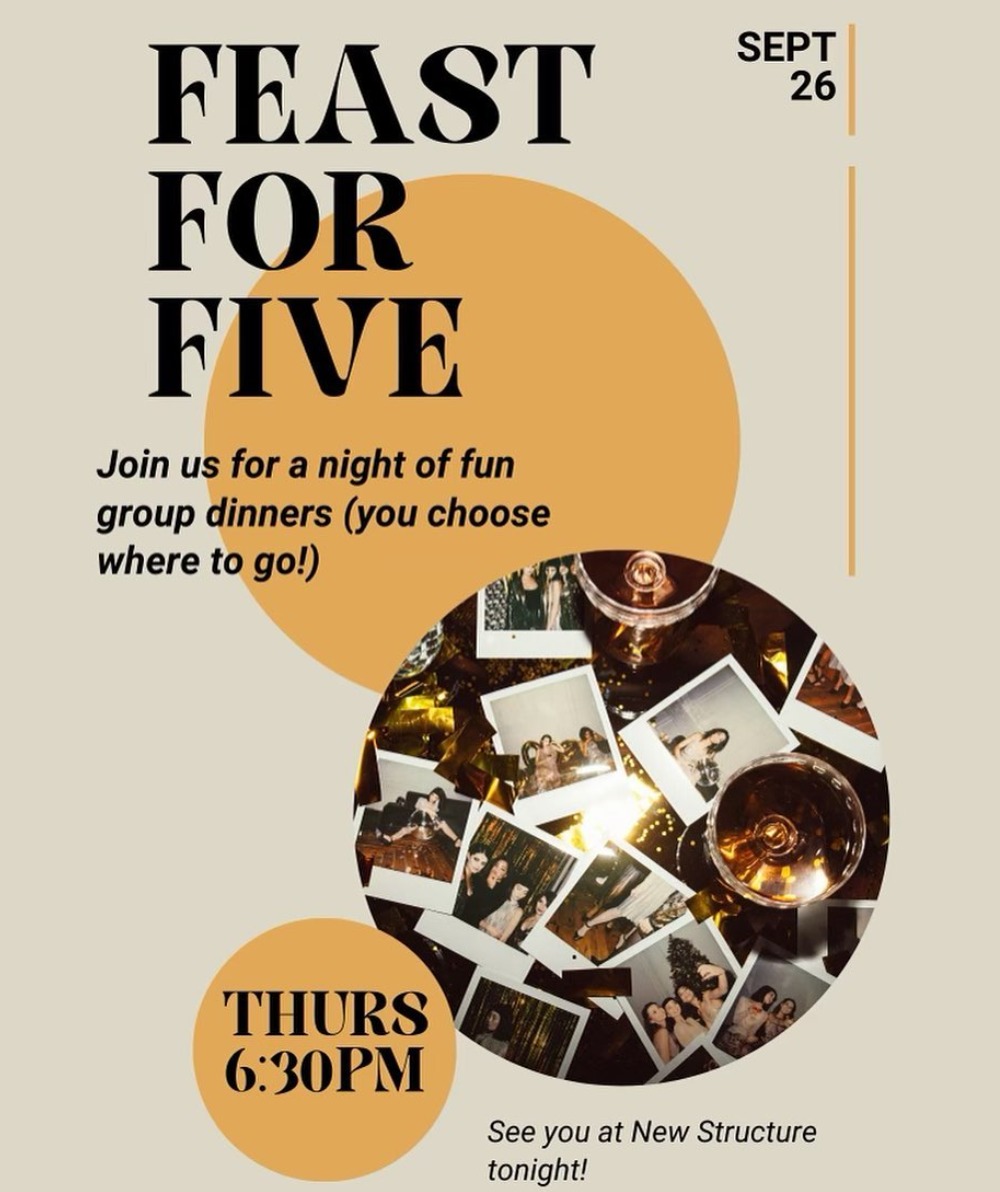 FEAST
FOR
FIVE
SEPT
26
Join us for a night of fun
group dinners (you choose
where to go!)
THURS
6:30PM
See you at New Structure
tonight!